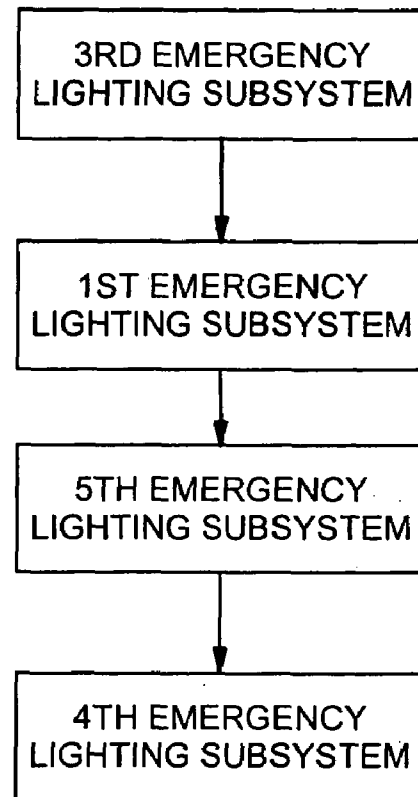 3RD EMERGENCY
LIGHTING SUBSYSTEM
1ST EMERGENCY
LIGHTING SUBSYSTEM
5TH EMERGENCY
LIGHTING SUBSYSTEM
4TH EMERGENCY
LIGHTING SUBSYSTEM